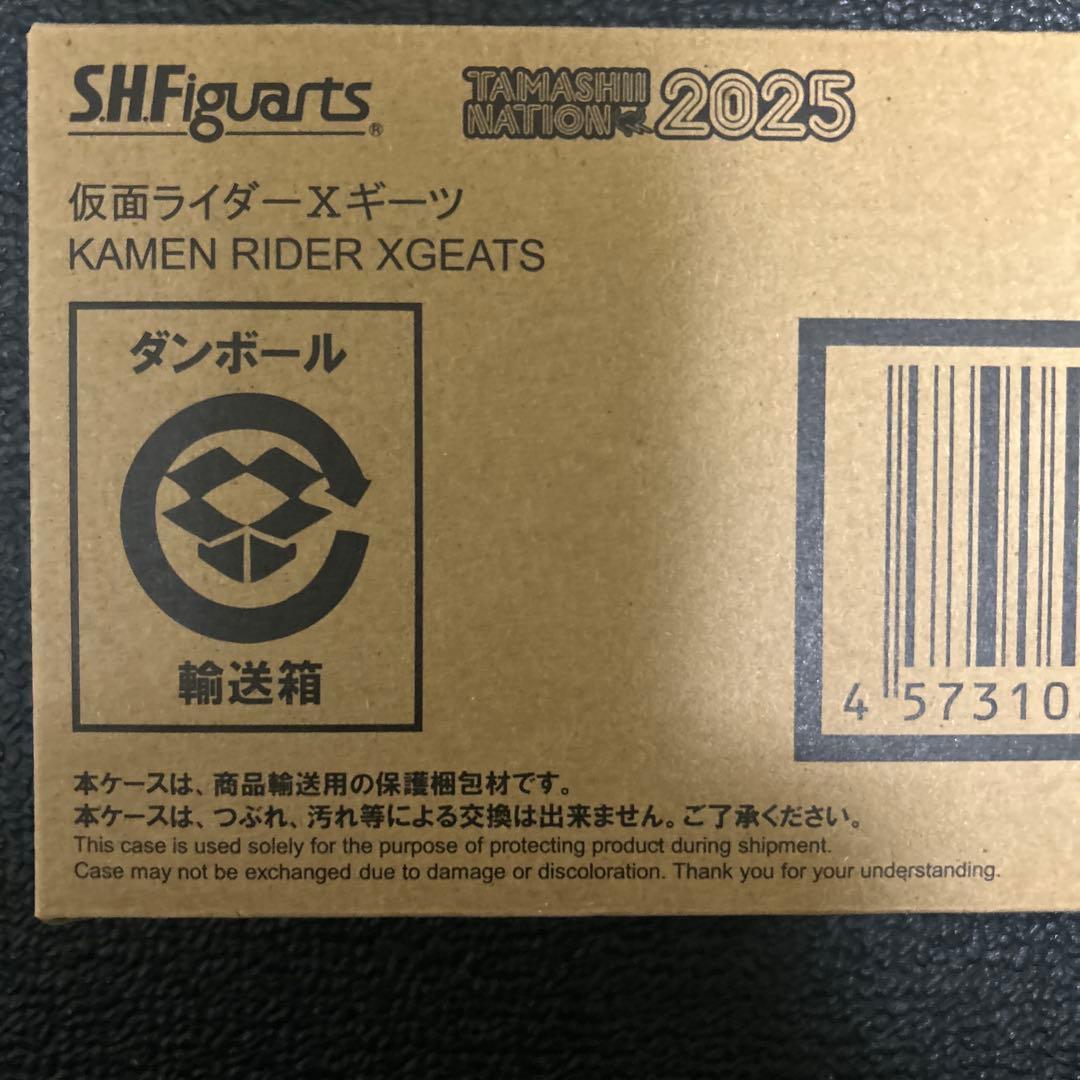 S.H.Figuarts®
TAMASHII
NATION 2025
仮面ライダーXギーツ
KAMEN RIDER XGEATS
ダンボール
輸送箱
4 573102
本ケースは、商品輸送用の保護梱包材です。
本ケースは、つぶれ、汚れ等による交換は出来ません。ご了承ください。
This case is used solely for the purpose of protecting product during shipment.
Case may not be exchanged due to damage or discoloration. Thank you for your understanding.